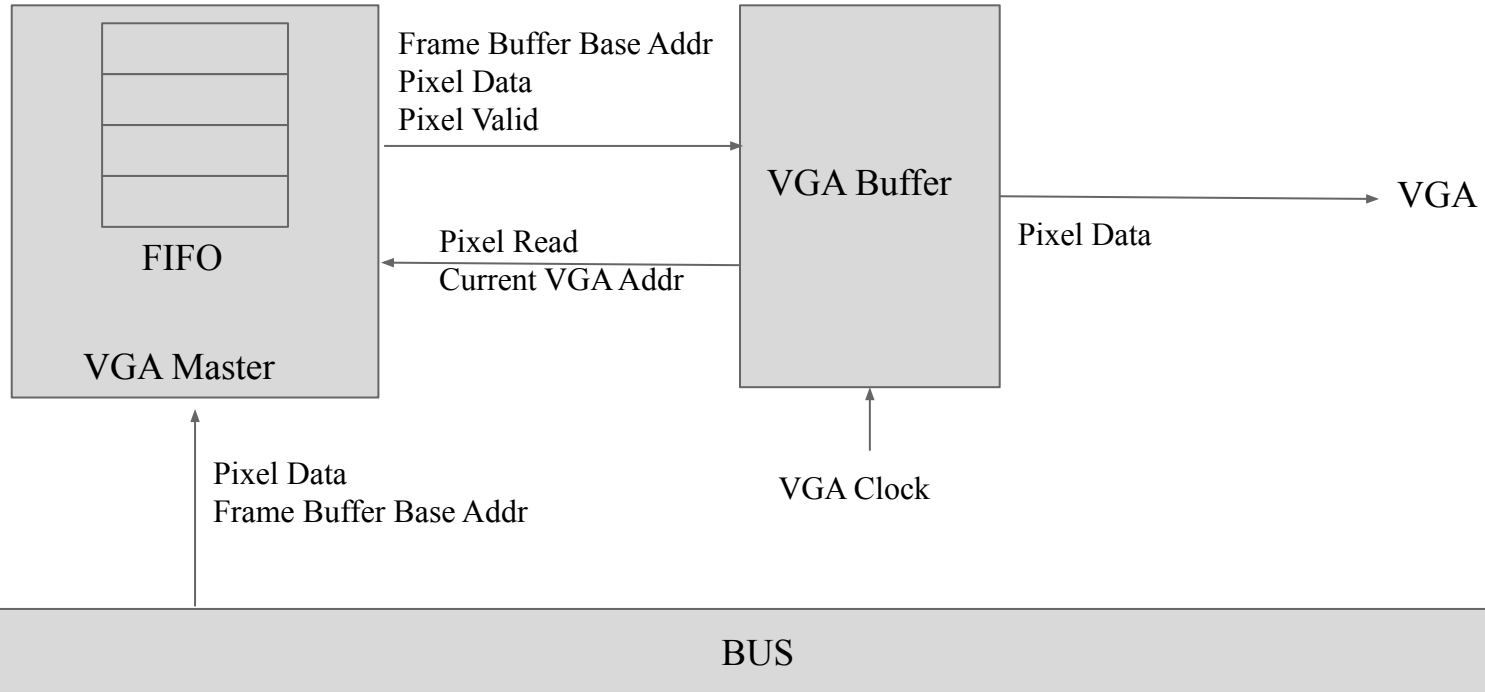 Frame Buffer Base Addr
Pixel Data
Pixel Valid
VGA Buffer
VGA
Pixel Data
FIFO
Pixel Read
Current VGA Addr
VGA Master
Pixel Data
Frame Buffer Base Addr
VGA Clock
BUS